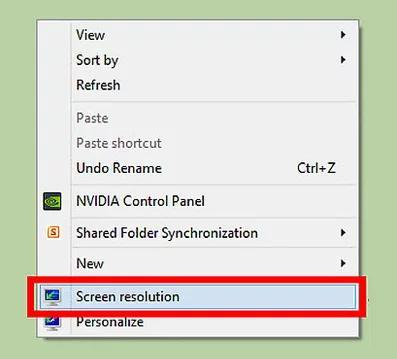 View
Sort by
Refresh
Paste
Paste shortcut
Undo Rename Ctrl+Z
NVIDIA Control Panel
Shared Folder Synchronization
New
Screen resolution
Personalize